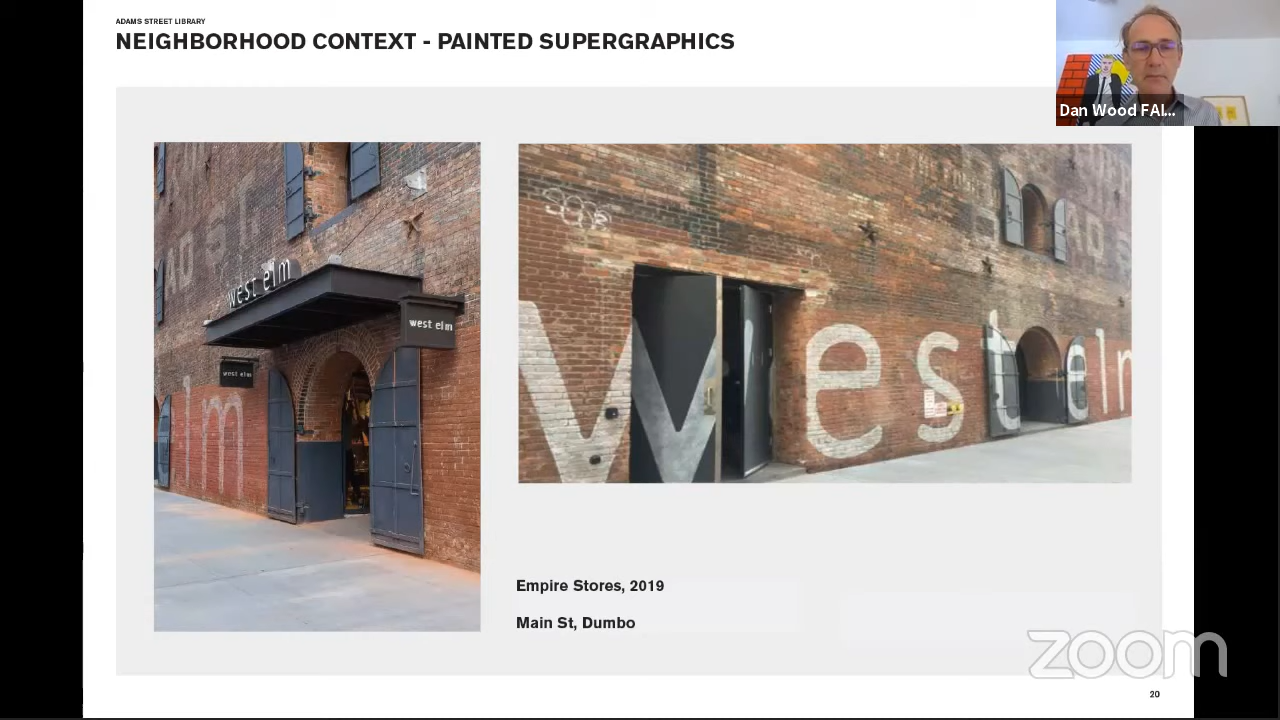 ADAMS STREET LIBRARY
NEIGHBORHOOD CONTEXT - PAINTED SUPERGRAPHICS
Dan Wood FAI...
west elm
west elm
west elm
lm
west elm
Empire Stores, 2019
Main St, Dumbo
zoom
20